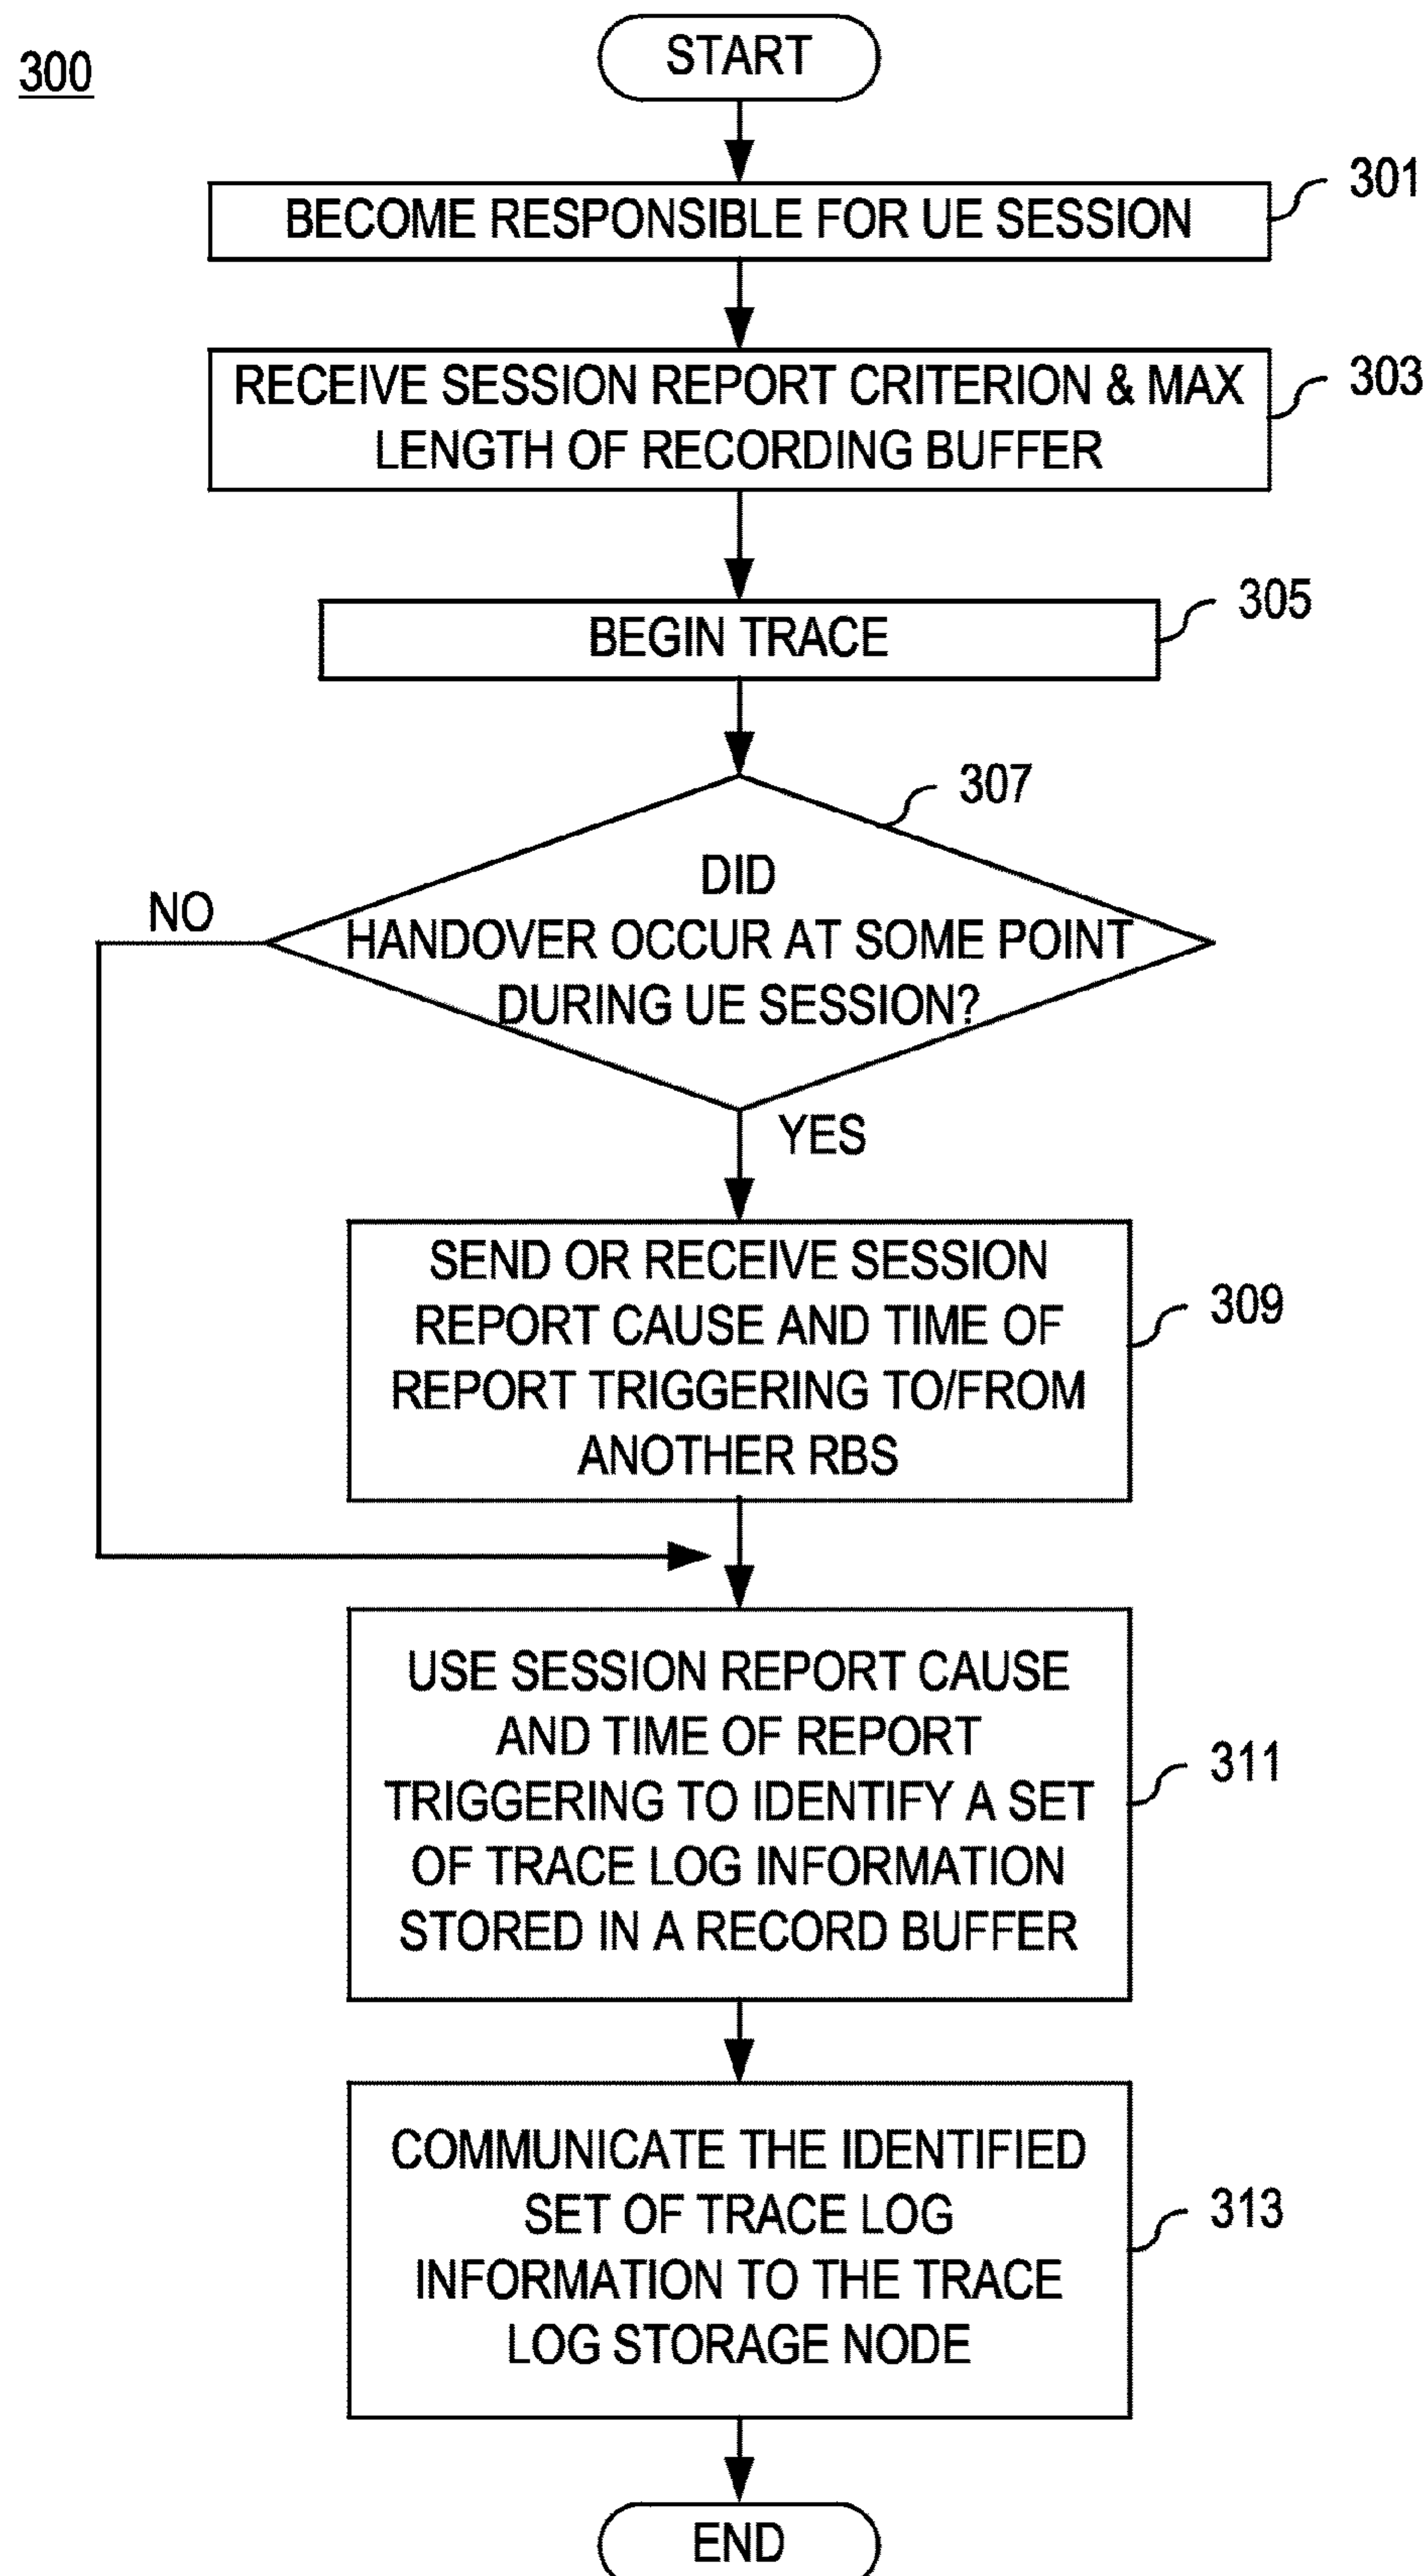 300
START
BECOME RESPONSIBLE FOR UE SESSION
301
RECEIVE SESSION REPORT CRITERION & MAX
LENGTH OF RECORDING BUFFER
303
BEGIN TRACE
305
307
DID
HANDOVER OCCUR AT SOME POINT
DURING UE SESSION?
NO
YES
SEND OR RECEIVE SESSION
REPORT CAUSE AND TIME OF
REPORT TRIGGERING TO/FROM
ANOTHER RBS
309
USE SESSION REPORT CAUSE
AND TIME OF REPORT
TRIGGERING TO IDENTIFY A SET
OF TRACE LOG INFORMATION
STORED IN A RECORD BUFFER
311
COMMUNICATE THE IDENTIFIED
SET OF TRACE LOG
INFORMATION TO THE TRACE
LOG STORAGE NODE
313
END